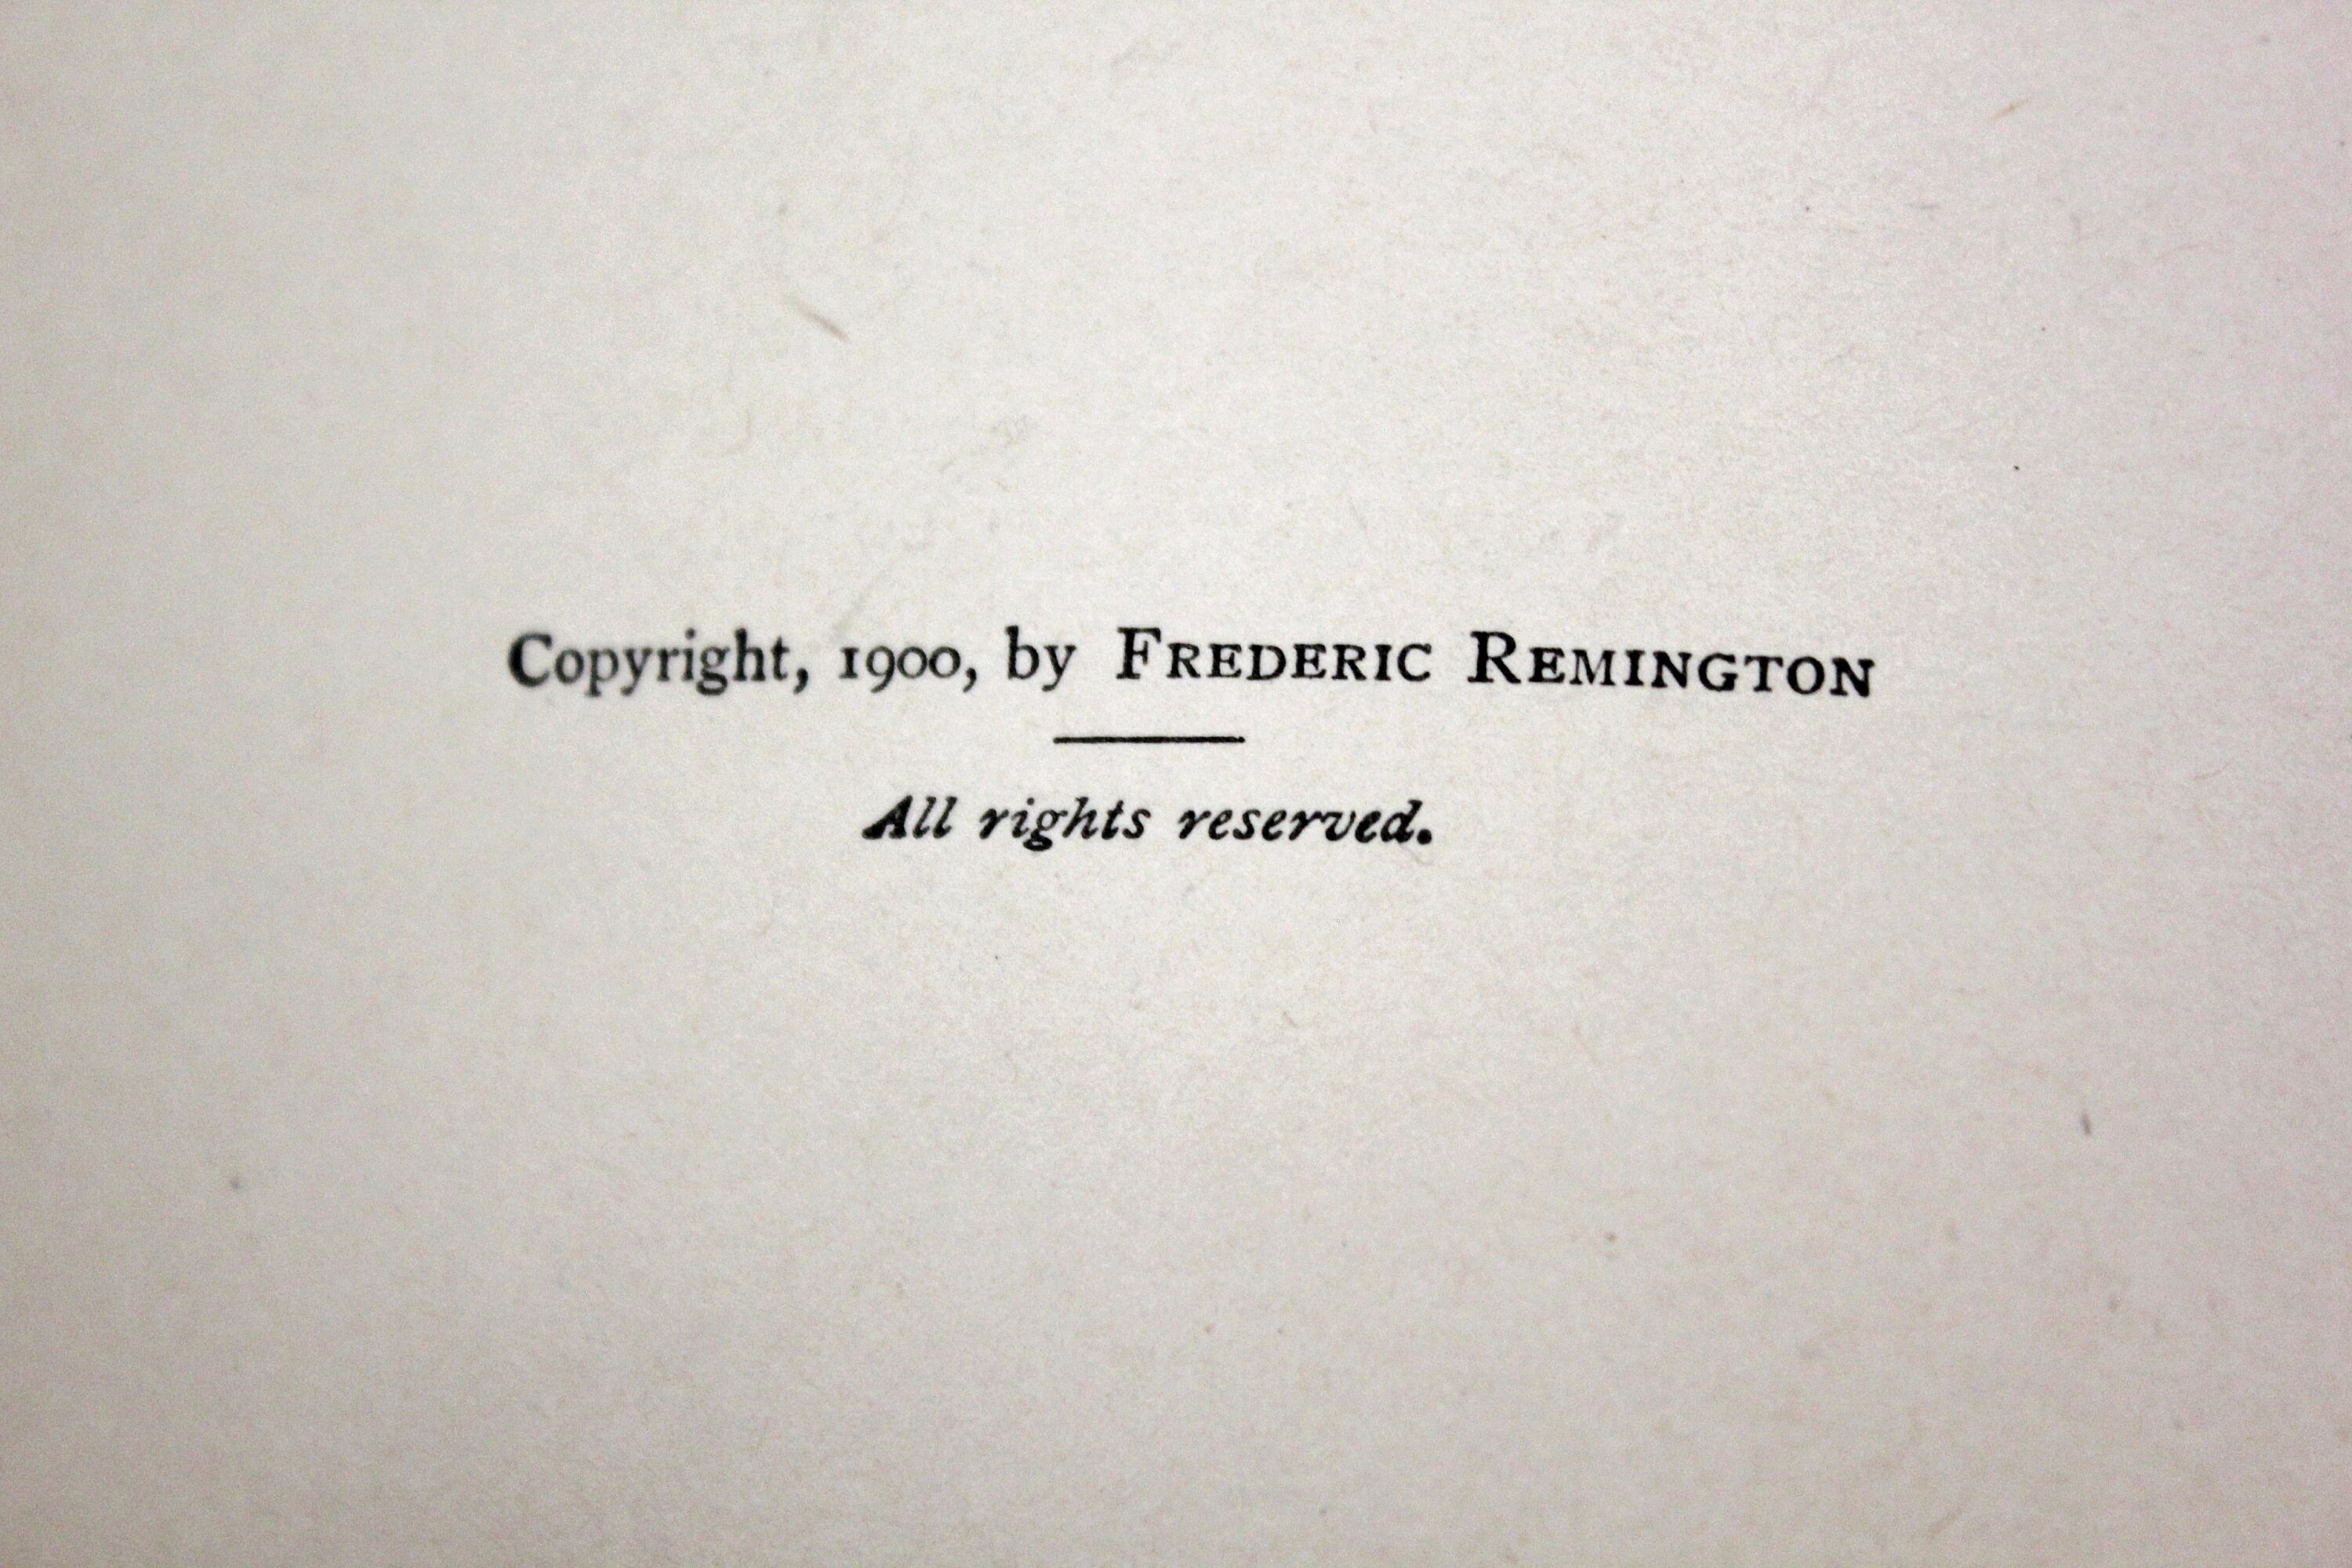 Copyright, 1900, by FREDERIC REMINGTON
All rights reserved.